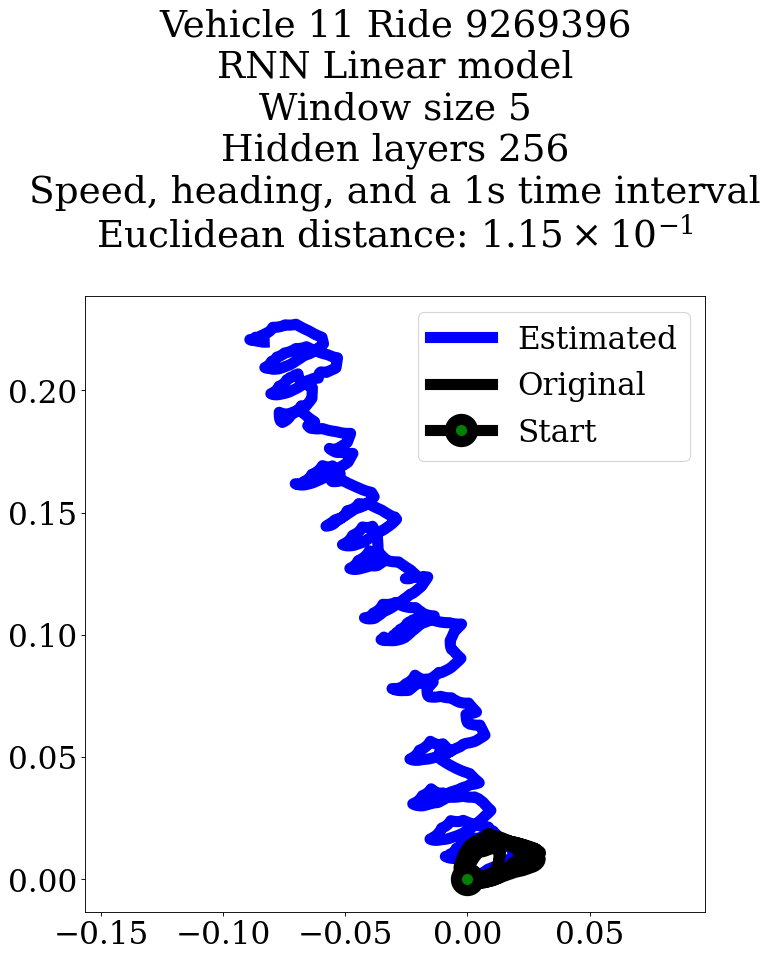 Vehicle 11 Ride 9269396
RNN Linear model
Window size 5
Hidden layers 256
Speed, heading, and a 1s time interval
Euclidean distance: 1.15 × 10⁻¹
Estimated
Original
Start
0.20
0.15
0.10
0.05
0.00
−0.15 −0.10 −0.05 0.00 0.05